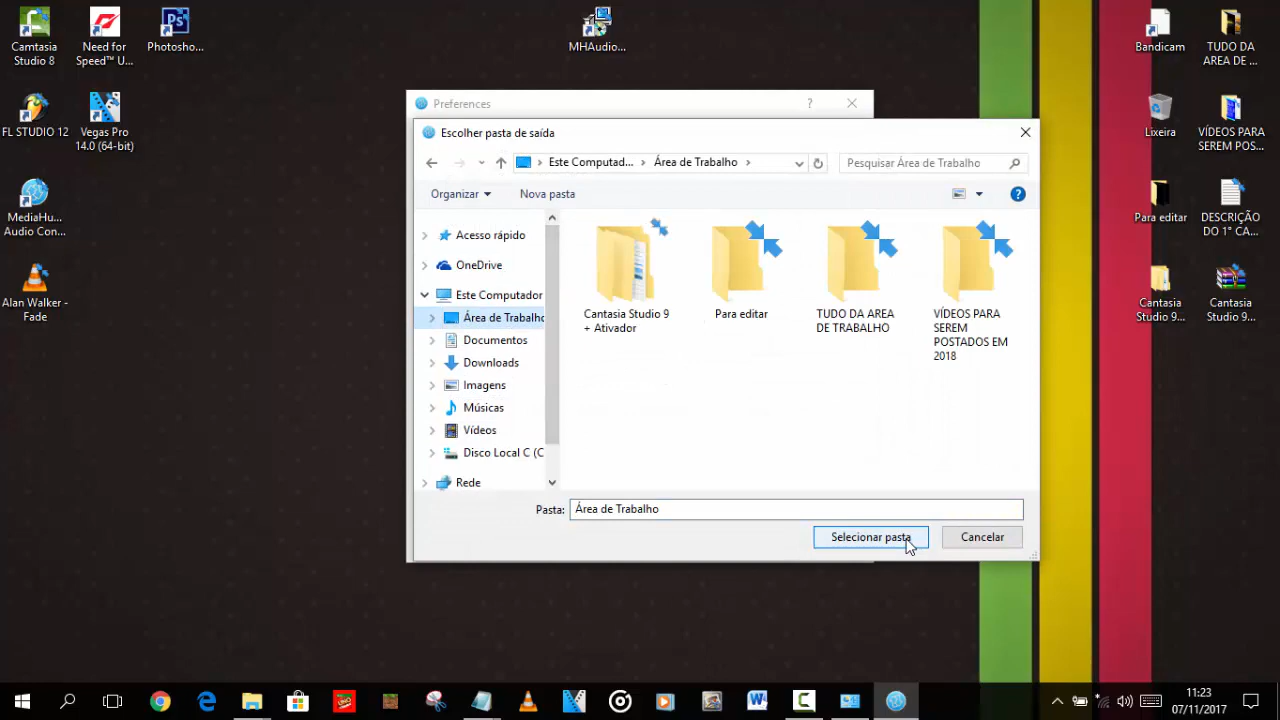 Camtasia
Studio 8
Need for
Speed™ U...
Photosho...
MHAudio...
Bandicam
TUDO DA
AREA DE ...
FL STUDIO 12
Vegas Pro
14.0 (64-bit)
Lixeira
VÍDEOS PARA
SEREM POS...
MediaHu...
Audio Con...
Para editar
DESCRIÇÃO
DO 1° CA...
Alan Walker -
Fade
Cantasia
Studio 9...
Cantasia
Studio 9...
Preferences
?
Escolher pasta de saída
Este Computad...
Área de Trabalho
Pesquisar Área de Trabalho
Organizar
Nova pasta
Acesso rápido
OneDrive
Este Computador
Área de Trabalho
Documentos
Downloads
Imagens
Músicas
Vídeos
Disco Local C (C
Rede
Cantasia Studio 9
+ Ativador
Para editar
TUDO DA AREA
DE TRABALHO
VÍDEOS PARA
SEREM
POSTADOS EM
2018
Pasta:
Área de Trabalho
Selecionar pasta
Cancelar
11:23
07/11/2017